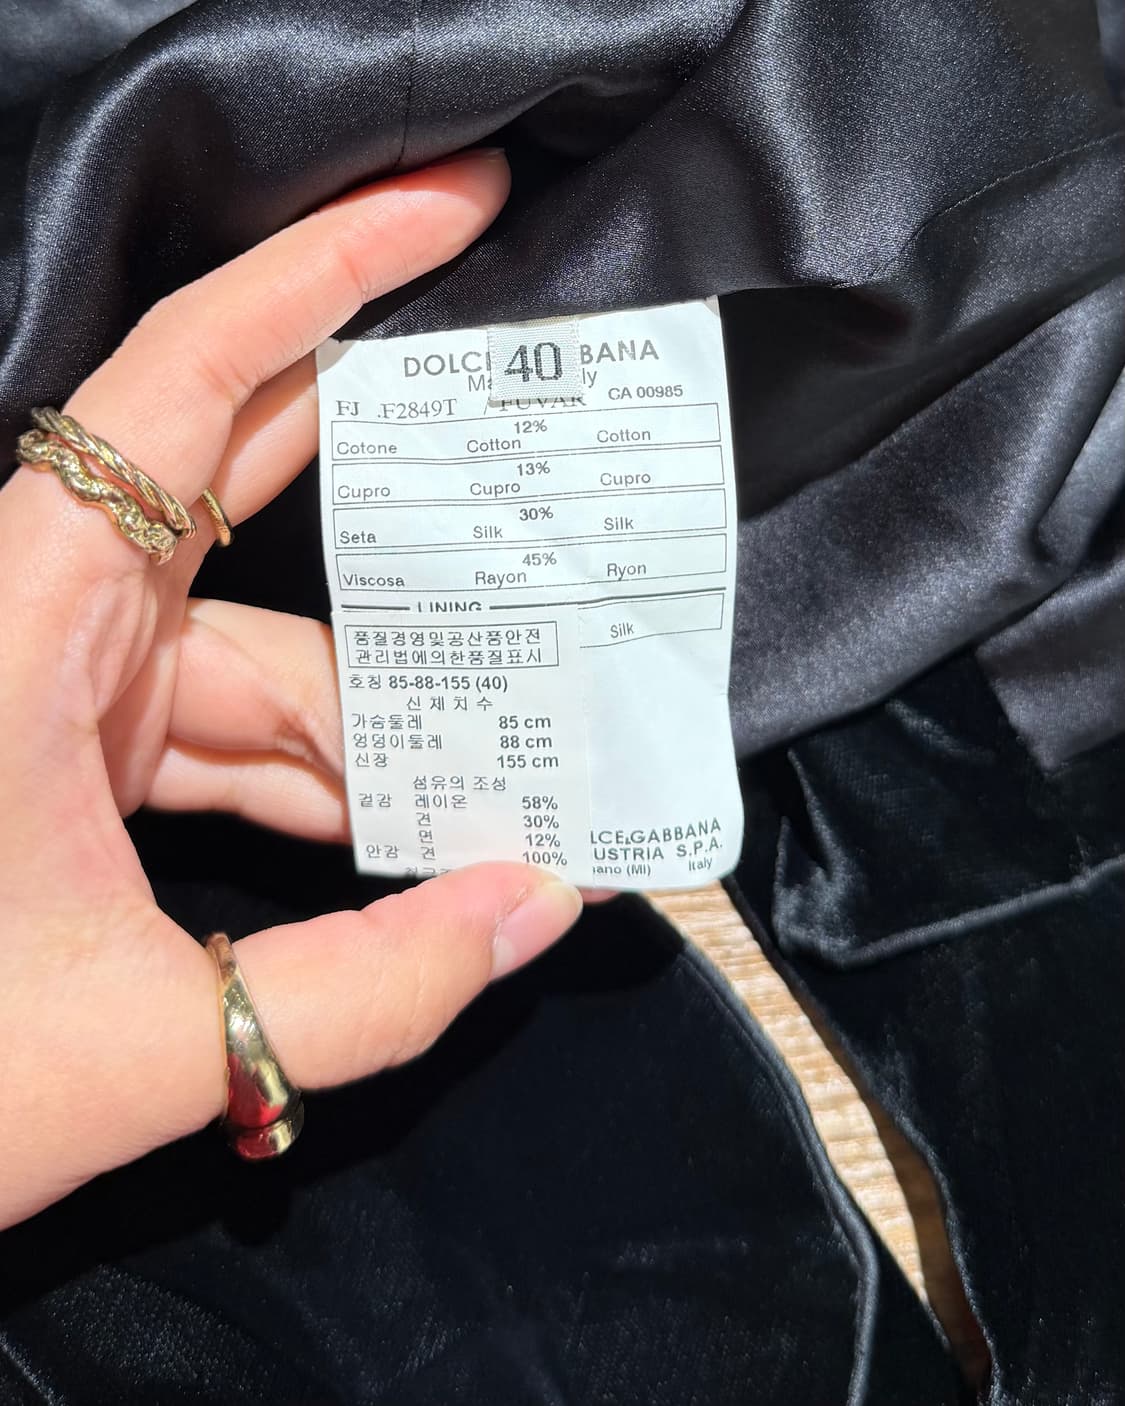 40
BANA
FJ .F2849T / FUVAR CA 00985
12%
Cotone Cotton Cotton
13%
Cupro Cupro Cupro
30%
Seta Silk Silk
45%
Viscosa Rayon Ryon
LINING
Silk
품질경영및공산품안전
관리법에의한품질표시
호칭 85-88-155 (40)
신 체 치 수
가슴둘레 85 cm
엉덩이둘레 88 cm
신장 155 cm
섬유의 조성
겉감 레이온 58%
견 30%
면 12%
안감 견 100%
LCE&GABBANA
USTRIA S.P.A.
ano (MI) Italy